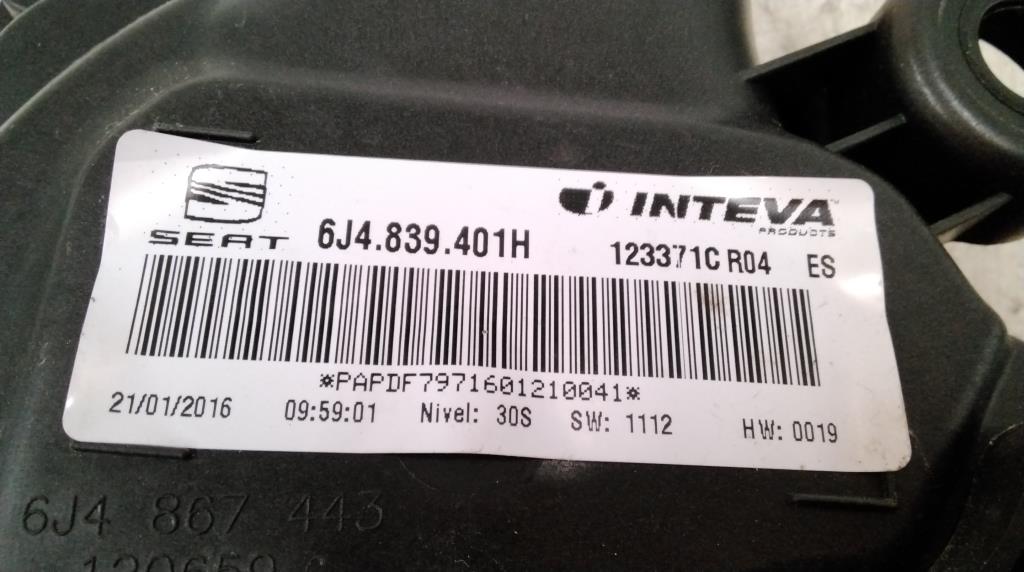 SEAT 6J4.839.401H
INTEVA
PRODUCTS
123371C R04 ES
*PAPDF7971601210041*
21/01/2016 09:59:01 Nivel: 30S SW: 1112 HW: 0019
6J4 867 443